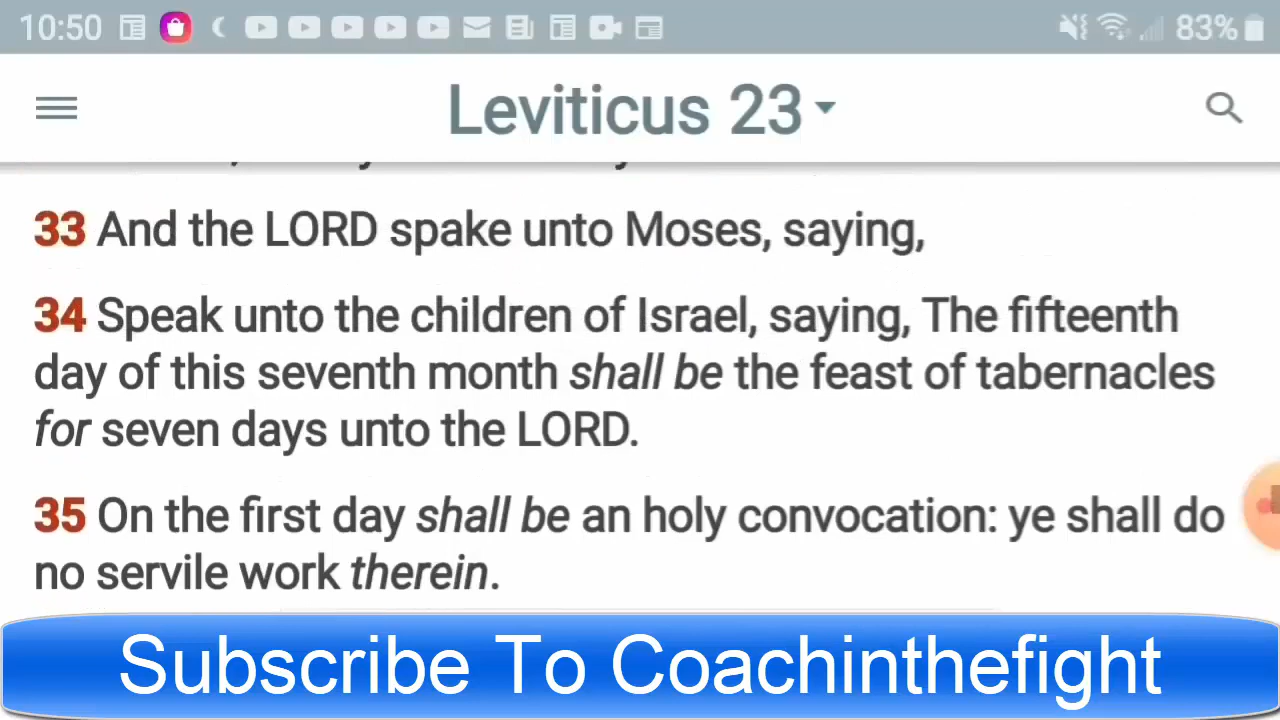 10:50 83%
Leviticus 23
33 And the LORD spake unto Moses, saying,
34 Speak unto the children of Israel, saying, The fifteenth
day of this seventh month shall be the feast of tabernacles
for seven days unto the LORD.
35 On the first day shall be an holy convocation: ye shall do
no servile work therein.
Subscribe To Coachinthefight